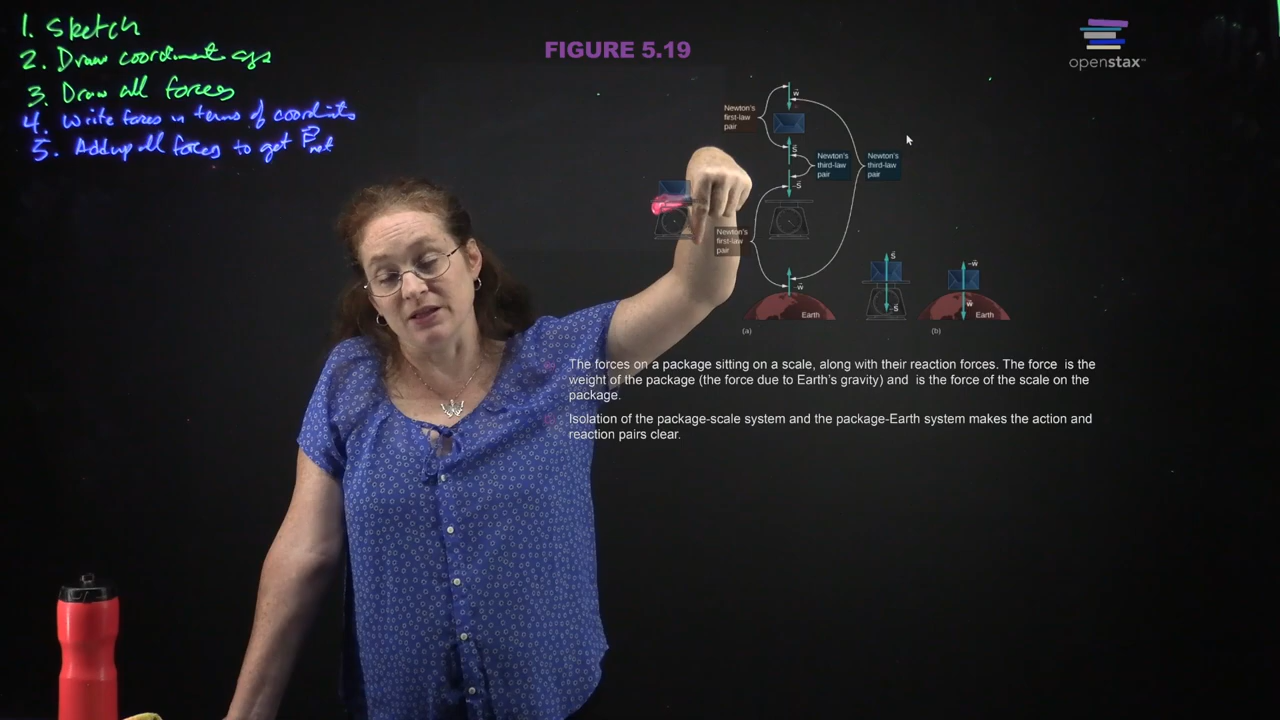 1. Sketch
2. Draw coordinate sys
3. Draw all forces
4. Write forces in terms of coordinates
5. Add up all forces to get F net
FIGURE 5.19
openstax™
w
Newton's
first-law
pair
S
Newton's
third-law
pair
Newton's
third-law
pair
-S
Newton's
first-law
pair
-w
Earth
(a)
S
-S
-w
w
Earth
(b)
The forces on a package sitting on a scale, along with their reaction forces. The force is the
weight of the package (the force due to Earth's gravity) and is the force of the scale on the
package.
Isolation of the package-scale system and the package-Earth system makes the action and
reaction pairs clear.